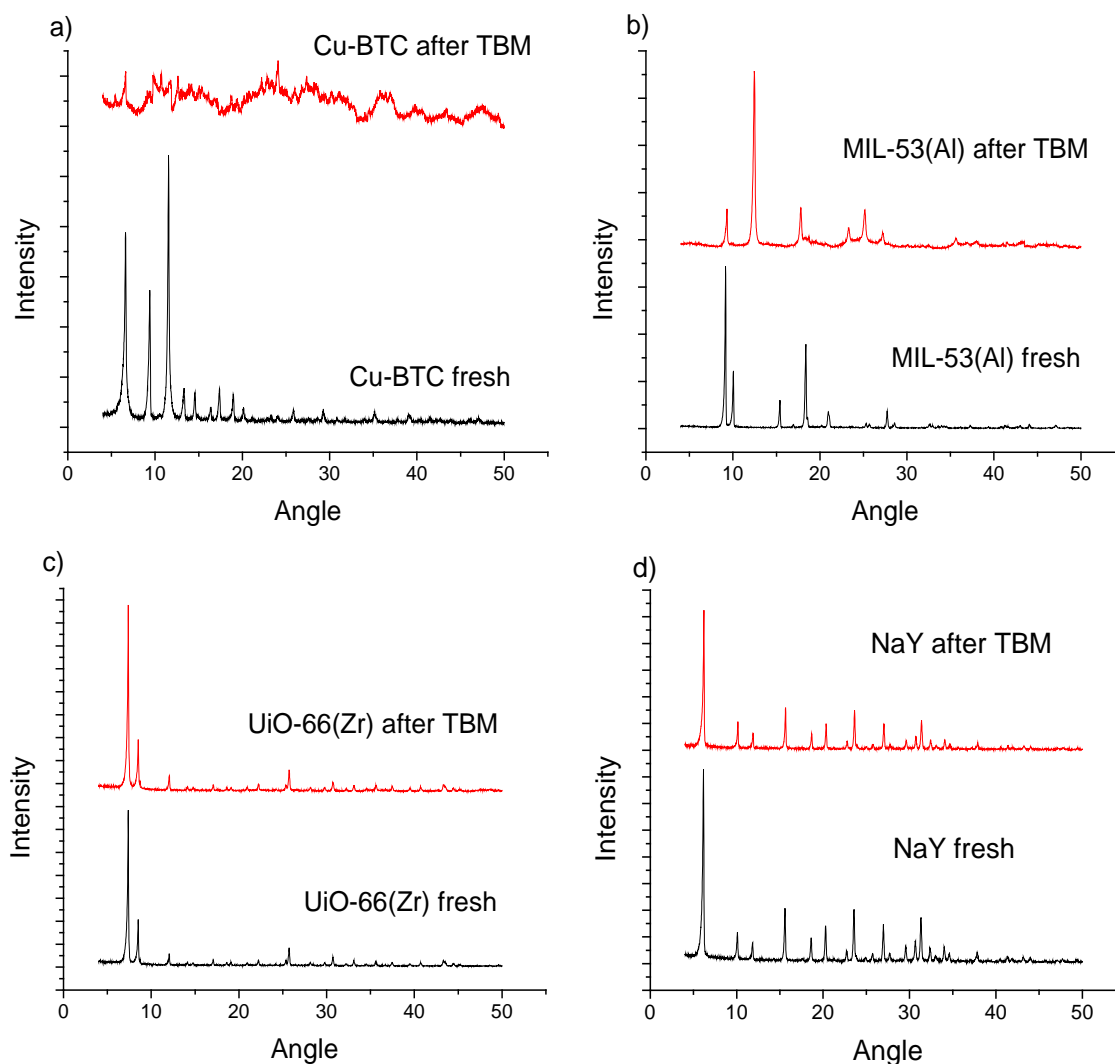 a)
Cu-BTC after TBM
Cu-BTC fresh
Intensity
0 10 20 30 40 50
Angle
b)
MIL-53(Al) after TBM
MIL-53(Al) fresh
Intensity
0 10 20 30 40 50
Angle
c)
UiO-66(Zr) after TBM
UiO-66(Zr) fresh
Intensity
0 10 20 30 40 50
Angle
d)
NaY after TBM
NaY fresh
Intensity
0 10 20 30 40 50
Angle